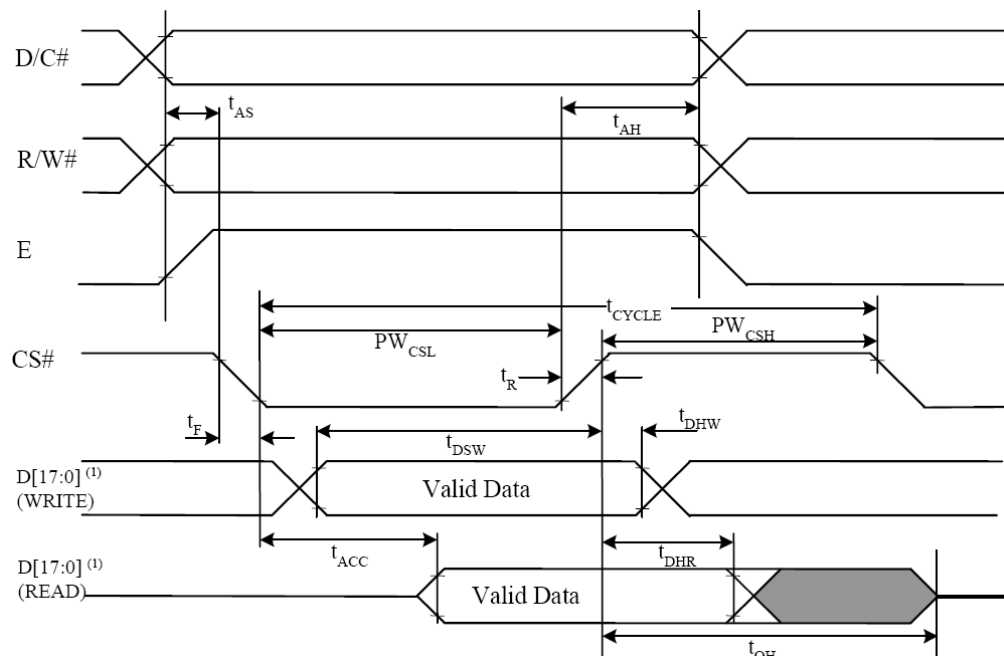 D/C#
t_AS
t_AH
R/W#
E
t_CYCLE
PW_CSL
PW_CSH
CS#
t_R
t_F
t_DSW
t_DHW
D[17:0] (1)
(WRITE)
Valid Data
t_ACC
t_DHR
D[17:0] (1)
(READ)
Valid Data
t_OH